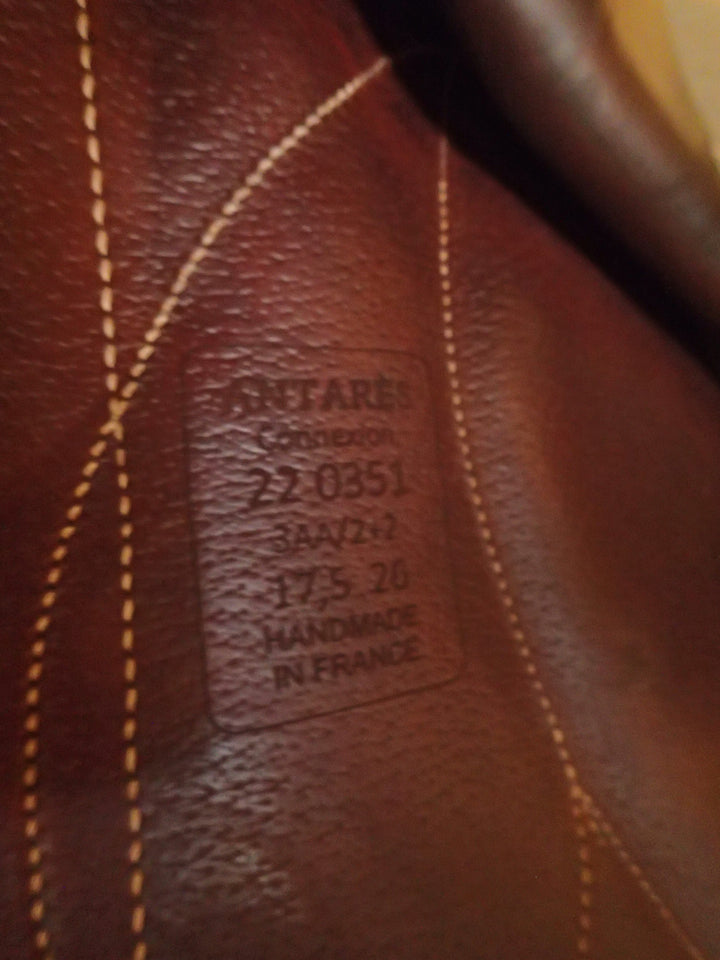 ANTARÈS
Connexion
22 0351
3AA/2+2
17,5 20
HANDMADE
IN FRANCE